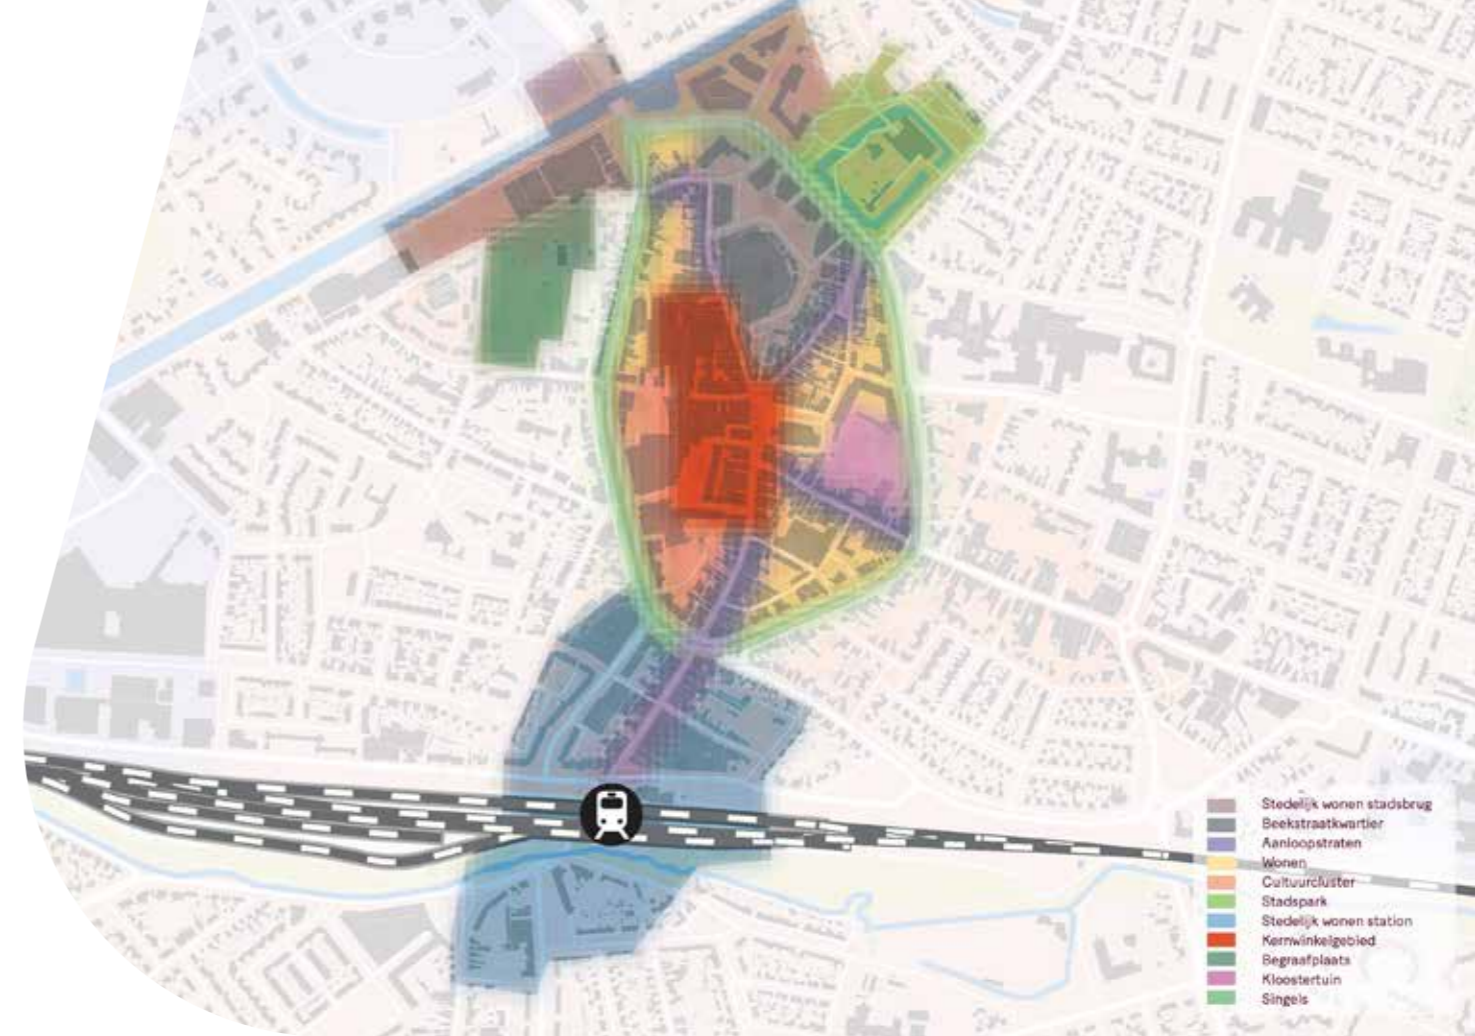 Stedelijk wonen stadsbrug
Beekstraatkwartier
Aanloopstraten
Wonen
Cultuurcluster
Stadspark
Stedelijk wonen station
Kernwinkelgebied
Begraafplaats
Kloostertuin
Singels